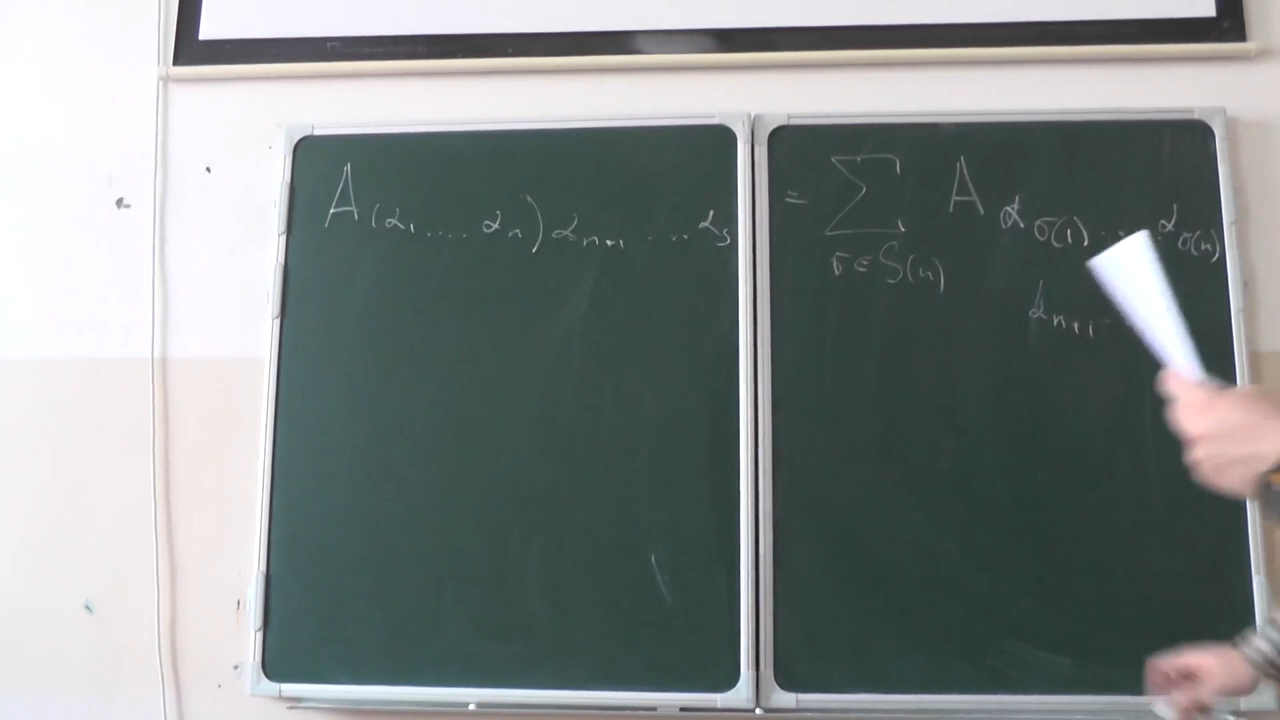 A(α₁....αₙ)αₙ₊₁....αₛ = Σ A α_σ(1)....α_σ(n)
σ∈S(n)
αₙ₊₁